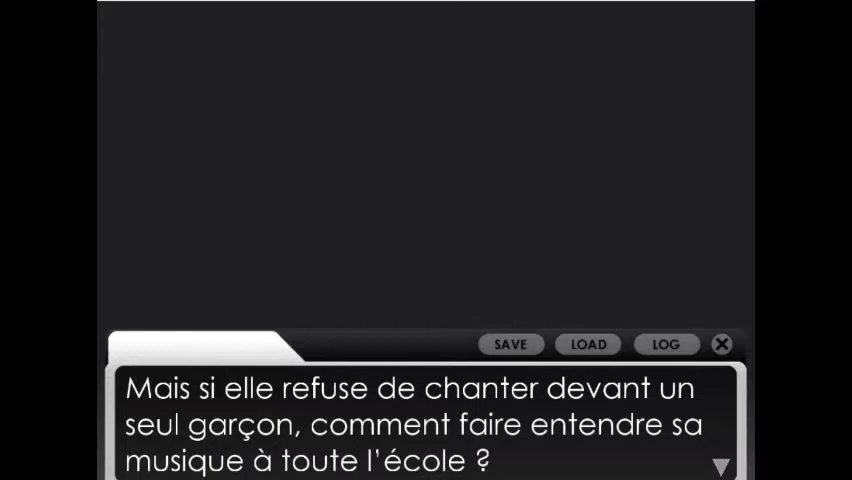 SAVE LOAD LOG
Mais si elle refuse de chanter devant un
seul garçon, comment faire entendre sa
musique à toute l'école ?